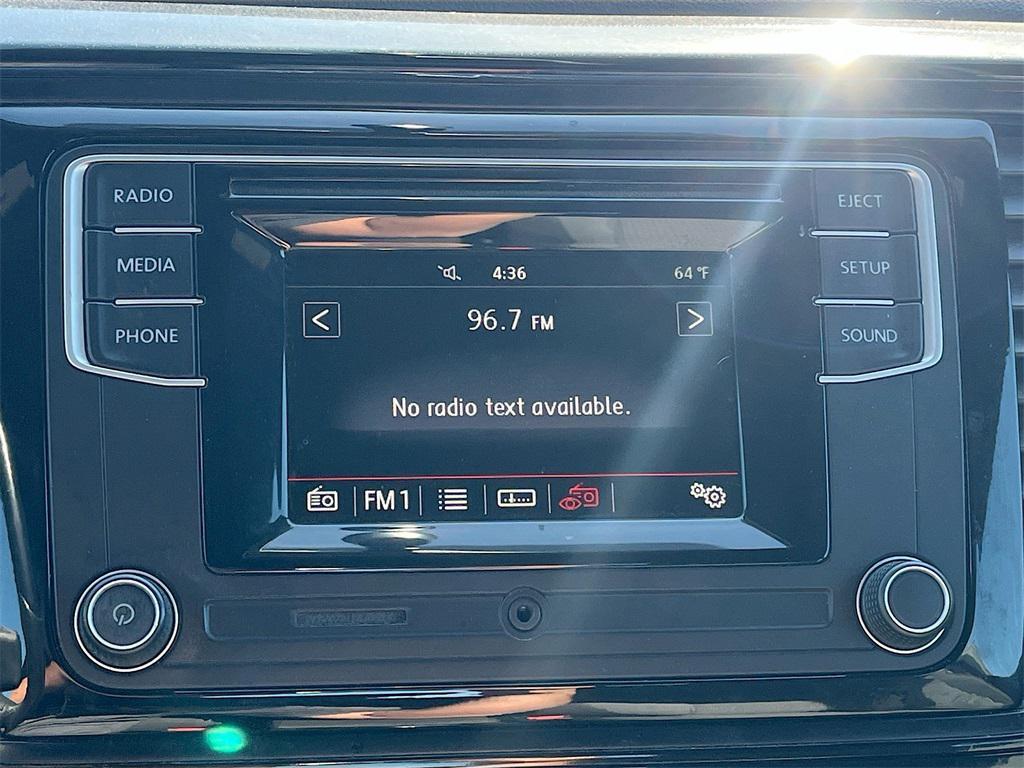 RADIO
MEDIA
PHONE
EJECT
SETUP
SOUND
4:36
64°F
<
96.7 FM
>
No radio text available.
FM1